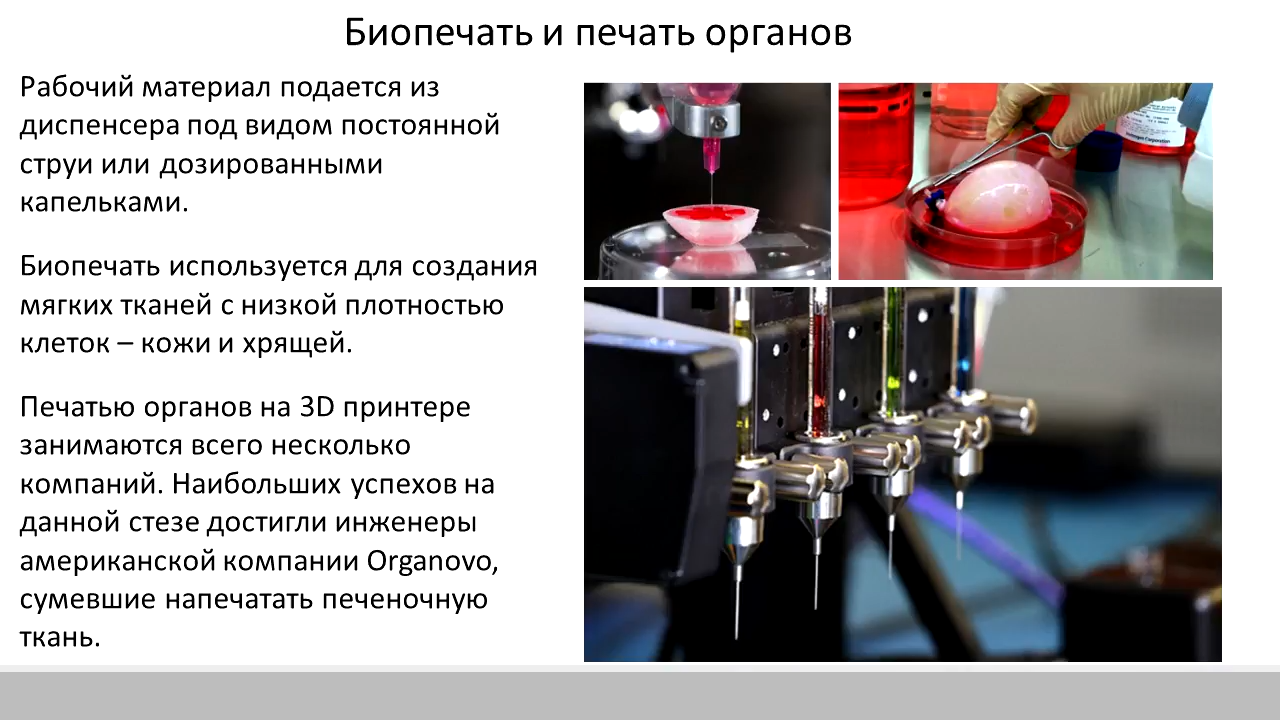 Биопечать и печать органов
Рабочий материал подается из
диспенсера под видом постоянной
струи или дозированными
капельками.
Биопечать используется для создания
мягких тканей с низкой плотностью
клеток – кожи и хрящей.
Печатью органов на 3D принтере
занимаются всего несколько
компаний. Наибольших успехов на
данной стезе достигли инженеры
американской компании Organovo,
сумевшие напечатать печеночную
ткань.